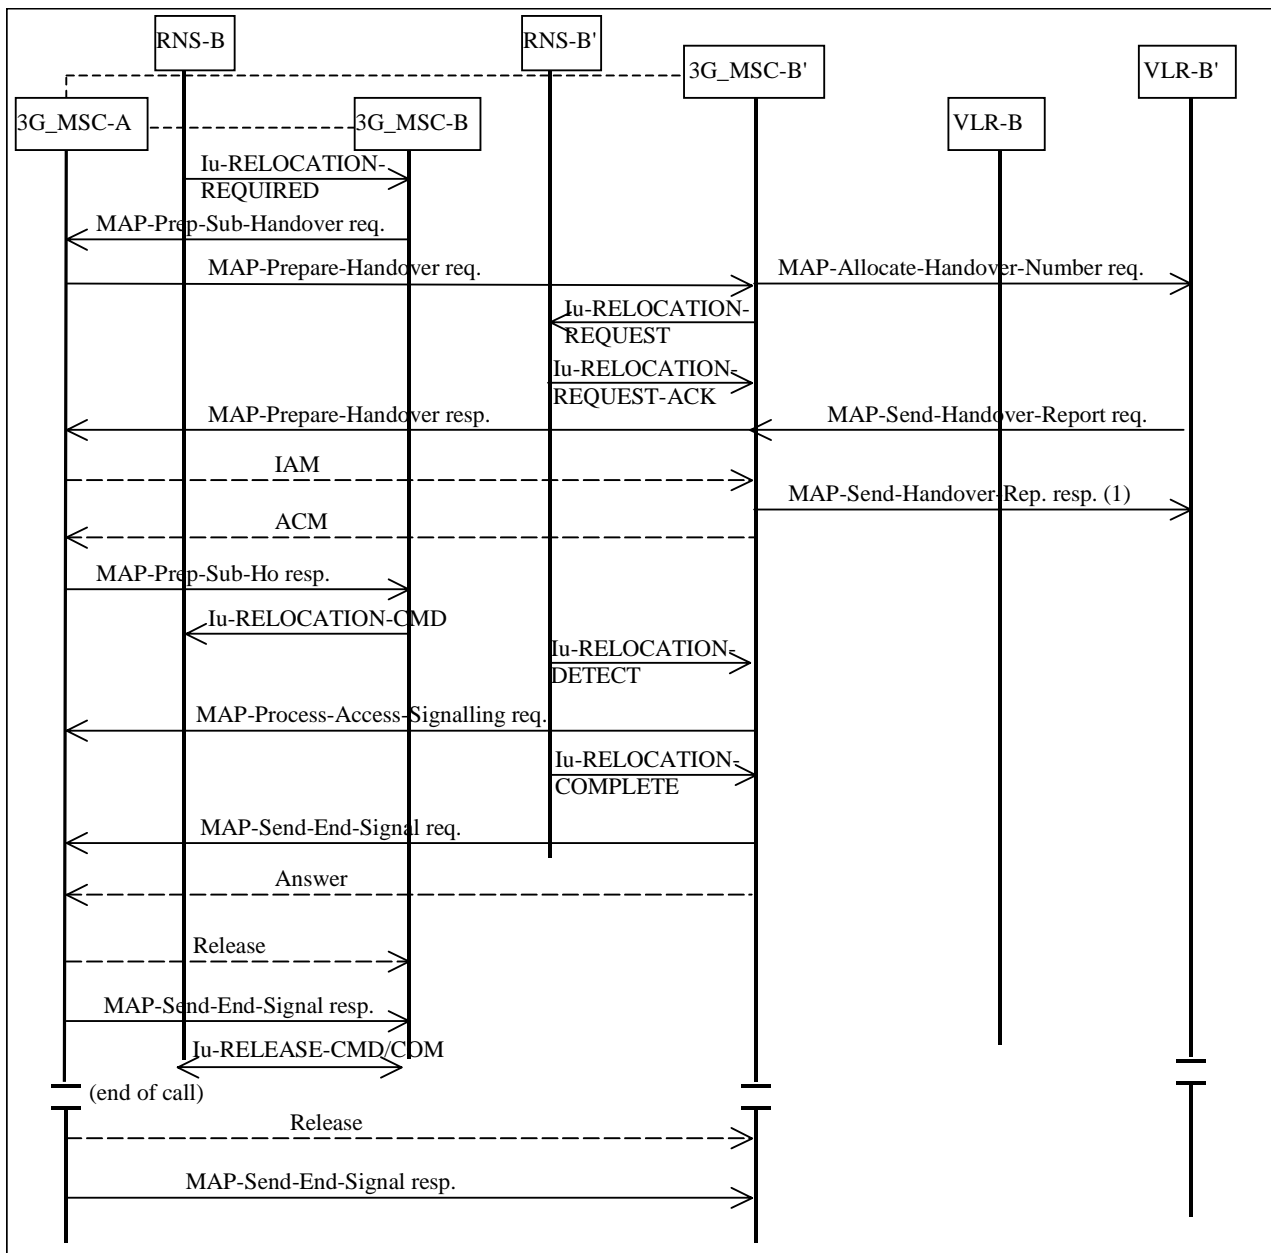 RNS-B
RNS-B'
3G_MSC-B'
VLR-B'
3G_MSC-A
3G_MSC-B
VLR-B
Iu-RELOCATION-
REQUIRED
MAP-Prep-Sub-Handover req.
MAP-Prepare-Handover req.
MAP-Allocate-Handover-Number req.
Iu-RELOCATION-
REQUEST
Iu-RELOCATION-
REQUEST-ACK
MAP-Prepare-Handover resp.
MAP-Send-Handover-Report req.
IAM
MAP-Send-Handover-Rep. resp. (1)
ACM
MAP-Prep-Sub-Ho resp.
Iu-RELOCATION-CMD
Iu-RELOCATION-
DETECT
MAP-Process-Access-Signalling req.
Iu-RELOCATION-
COMPLETE
MAP-Send-End-Signal req.
Answer
Release
MAP-Send-End-Signal resp.
Iu-RELEASE-CMD/COM
(end of call)
Release
MAP-Send-End-Signal resp.